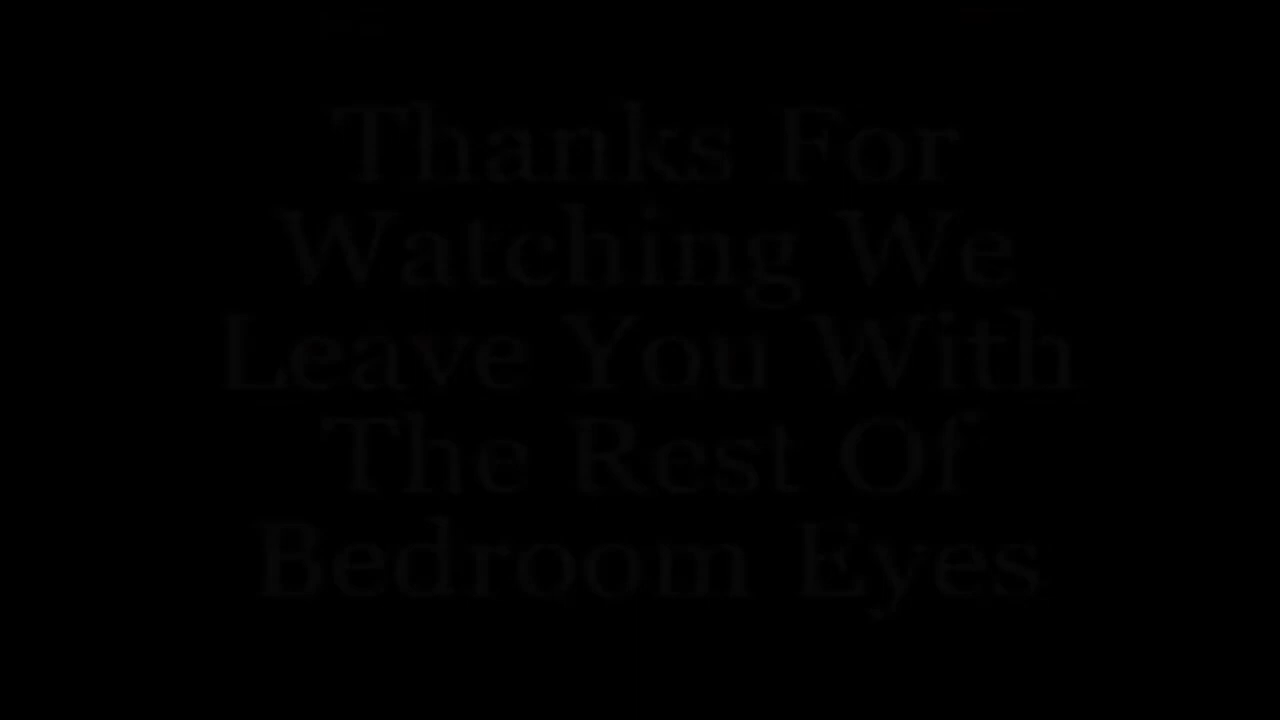 Thanks For
Watching We
Leave You With
The Rest Of
Bedroom Eyes